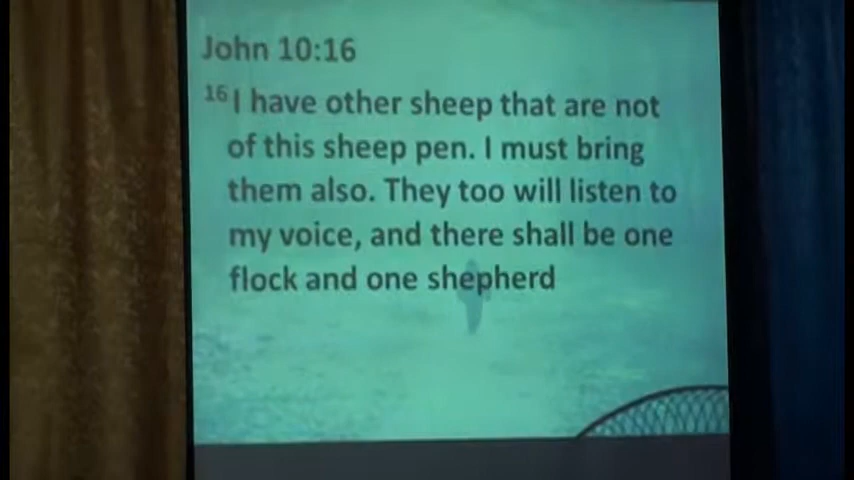 John 10:16
16 I have other sheep that are not
of this sheep pen. I must bring
them also. They too will listen to
my voice, and there shall be one
flock and one shepherd